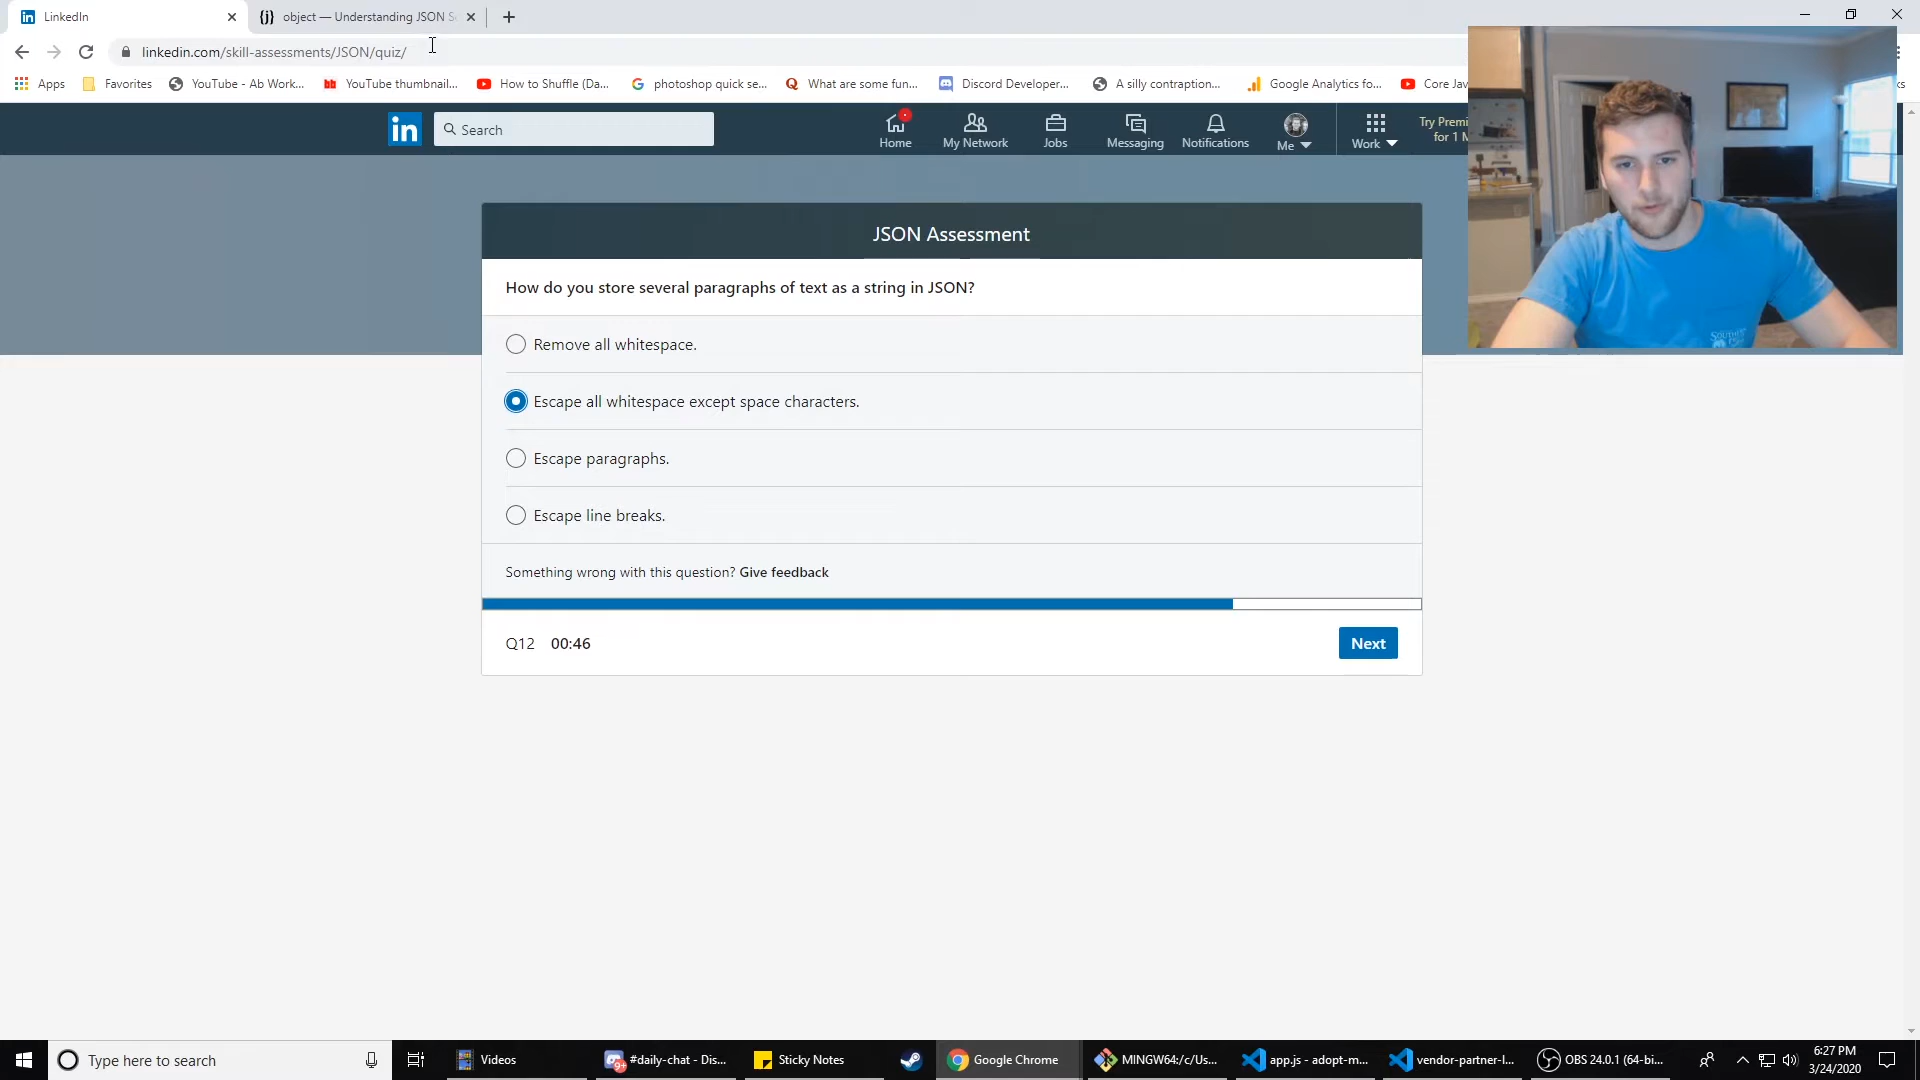 LinkedIn
{j} object — Understanding JSON S
linkedin.com/skill-assessments/JSON/quiz/
Apps
Favorites
YouTube - Ab Work...
YouTube thumbnail...
How to Shuffle (Da...
photoshop quick se...
What are some fun...
Discord Developer...
A silly contraption...
Google Analytics fo...
Core Jav
in
Search
Home
My Network
Jobs
Messaging
Notifications
Me
Work
Try Premi
for 1 M
JSON Assessment
How do you store several paragraphs of text as a string in JSON?
Remove all whitespace.
Escape all whitespace except space characters.
Escape paragraphs.
Escape line breaks.
Something wrong with this question? Give feedback
Q12 00:46
Next
Type here to search
Videos
#daily-chat - Dis...
Sticky Notes
Google Chrome
MINGW64:/c/Us...
app.js - adopt-m...
vendor-partner-l...
OBS 24.0.1 (64-bi...
6:27 PM
3/24/2020